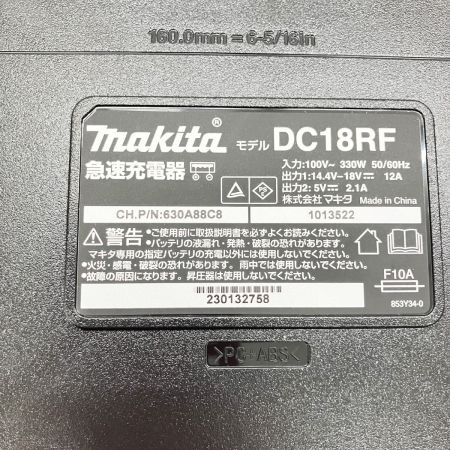 160.0mm = 6-5/16in
makita® モデル DC18RF
急速充電器
入力:100V~ 330W 50/60Hz
出力1:14.4V⎓18V⎓ 12A
出力2:5V⎓ 2.1A
株式会社マキタ Made in China
PS E
CH.P/N:630A88C8 1013522
警告
●ご使用前に取扱説明書を必ずよくお読みください。
●バッテリの液漏れ・発熱・破裂の恐れがあります。
マキタ専用の指定バッテリの充電以外には使用しないでください。
●火災・感電・破裂の恐れがあります。雨中では使用しないでください。
●故障の原因になります。昇圧器は使用しないでください。
F10A
853Y34-0
230132758
>PC+ABS<